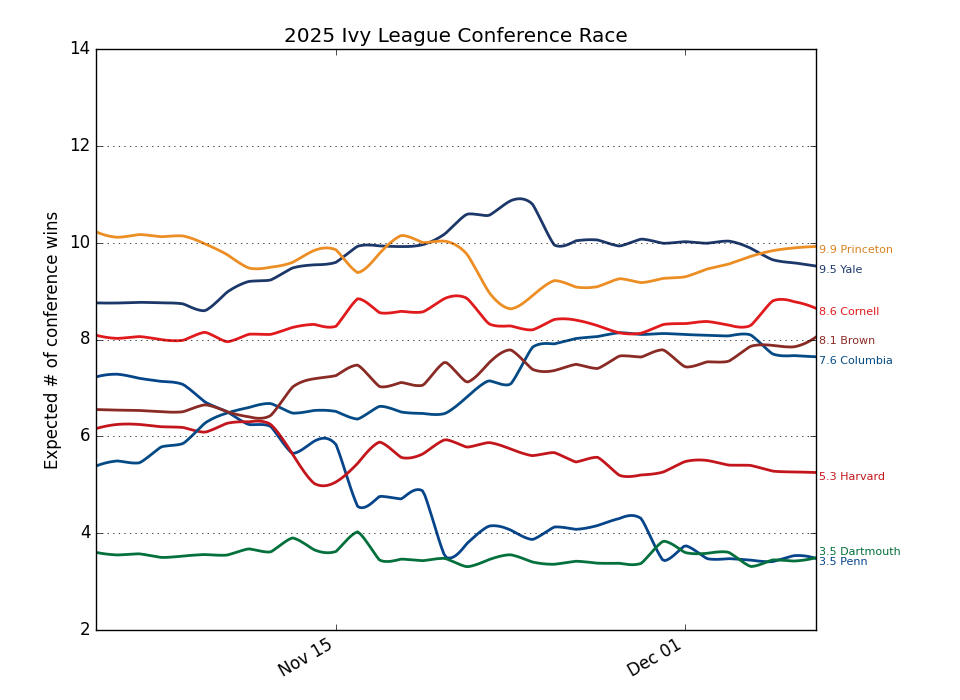 2025 Ivy League Conference Race
Expected # of conference wins
14
12
10
8
6
4
2
Nov 15
Dec 01
9.9 Princeton
9.5 Yale
8.6 Cornell
8.1 Brown
7.6 Columbia
5.3 Harvard
3.5 Dartmouth
3.5 Penn